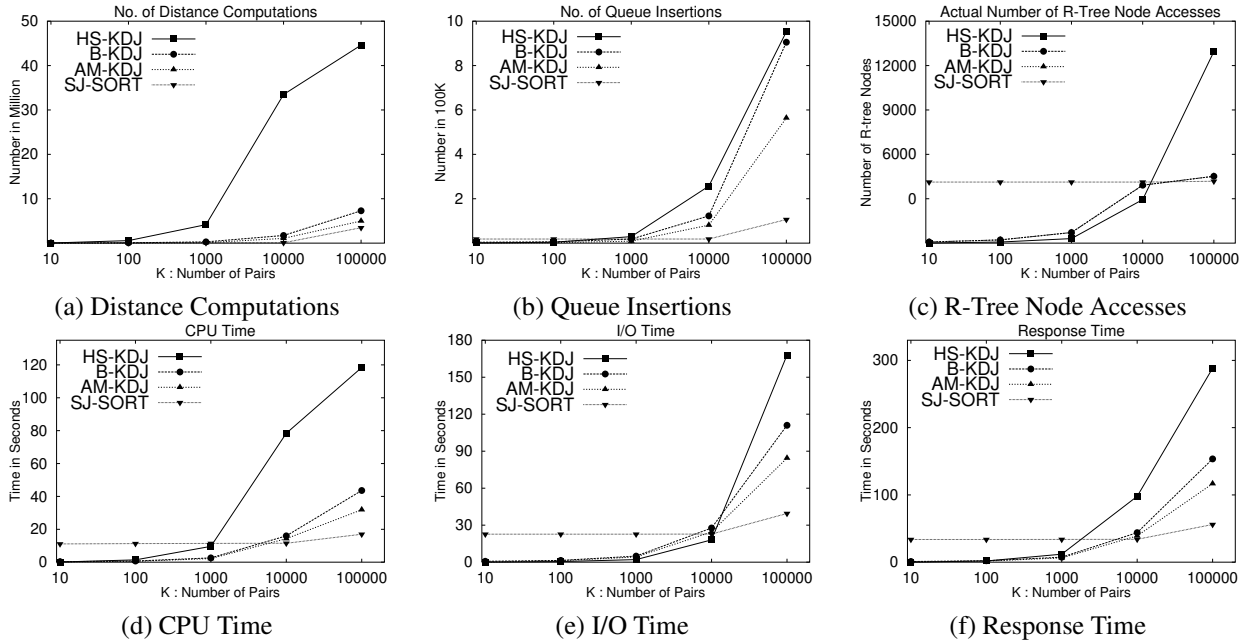 No. of Distance Computations
HS-KDJ
B-KDJ
AM-KDJ
SJ-SORT
Number in Million
50
40
30
20
10
10 100 1000 10000 100000
K : Number of Pairs
(a) Distance Computations
No. of Queue Insertions
HS-KDJ
B-KDJ
AM-KDJ
SJ-SORT
Number in 100K
10
8
6
4
2
10 100 1000 10000 100000
K : Number of Pairs
(b) Queue Insertions
Actual Number of R-Tree Node Accesses
HS-KDJ
B-KDJ
AM-KDJ
SJ-SORT
Number of R-tree Nodes
15000
13000
12000
9000
6000
0
10 100 1000 10000 100000
K : Number of Pairs
(c) R-Tree Node Accesses
CPU Time
HS-KDJ
B-KDJ
AM-KDJ
SJ-SORT
Time in Seconds
120
100
80
60
40
20
0
10 100 1000 10000 100000
K : Number of Pairs
(d) CPU Time
I/O Time
HS-KDJ
B-KDJ
AM-KDJ
SJ-SORT
Time in Seconds
180
150
120
90
60
30
0
10 100 1000 10000 100000
K : Number of Pairs
(e) I/O Time
Response Time
HS-KDJ
B-KDJ
AM-KDJ
SJ-SORT
Time in Seconds
300
200
100
0
10 100 1000 10000 100000
K : Number of Pairs
(f) Response Time